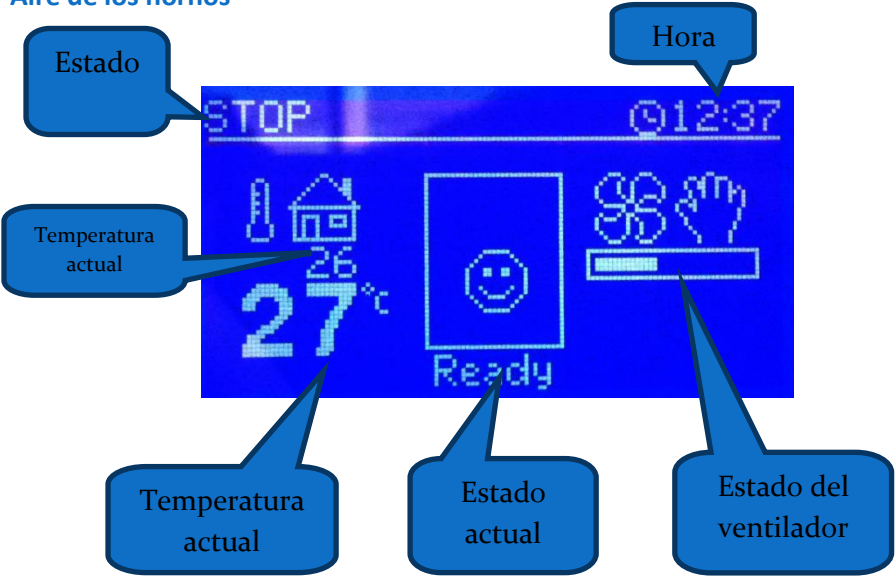 Aire de los hornos
Estado
Hora
STOP
12:37
Temperatura
actual
26
27°C
Ready
Temperatura
actual
Estado
actual
Estado del
ventilador